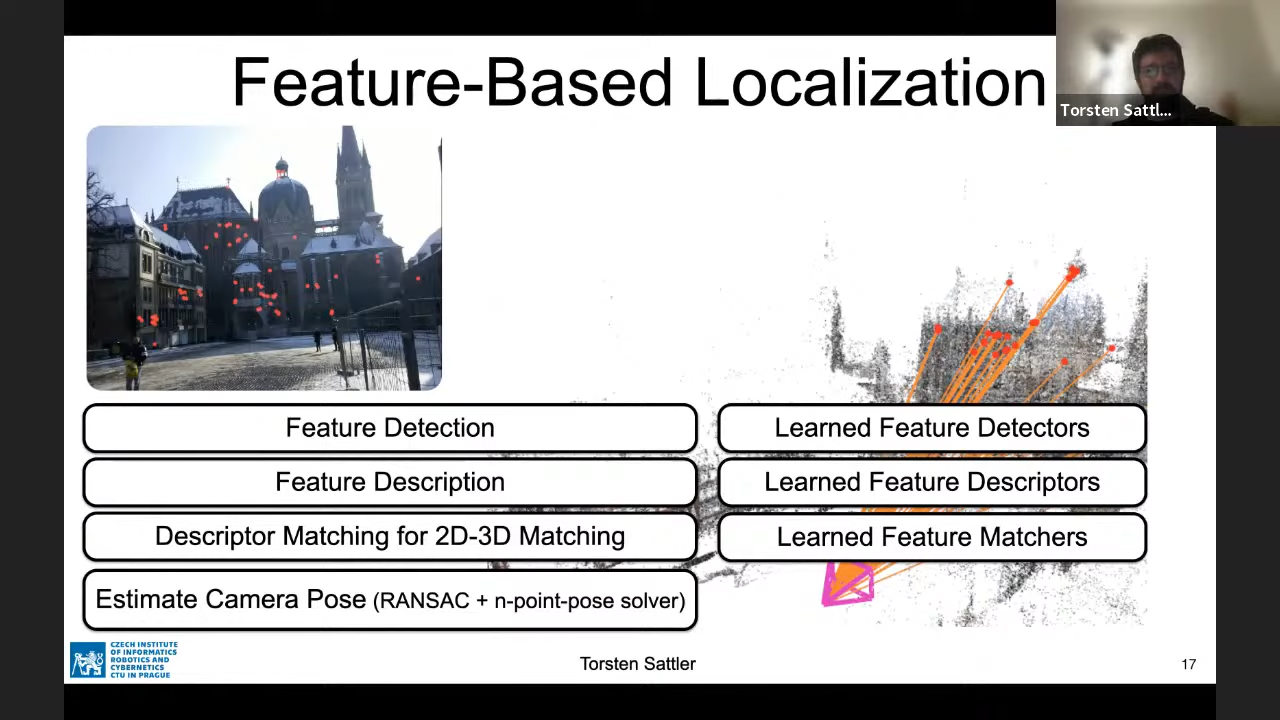 Feature-Based Localization
Torsten Sattl...
Feature Detection
Learned Feature Detectors
Feature Description
Learned Feature Descriptors
Descriptor Matching for 2D-3D Matching
Learned Feature Matchers
Estimate Camera Pose (RANSAC + n-point-pose solver)
CZECH INSTITUTE
OF INFORMATICS
ROBOTICS AND
CYBERNETICS
CTU IN PRAGUE
Torsten Sattler
17